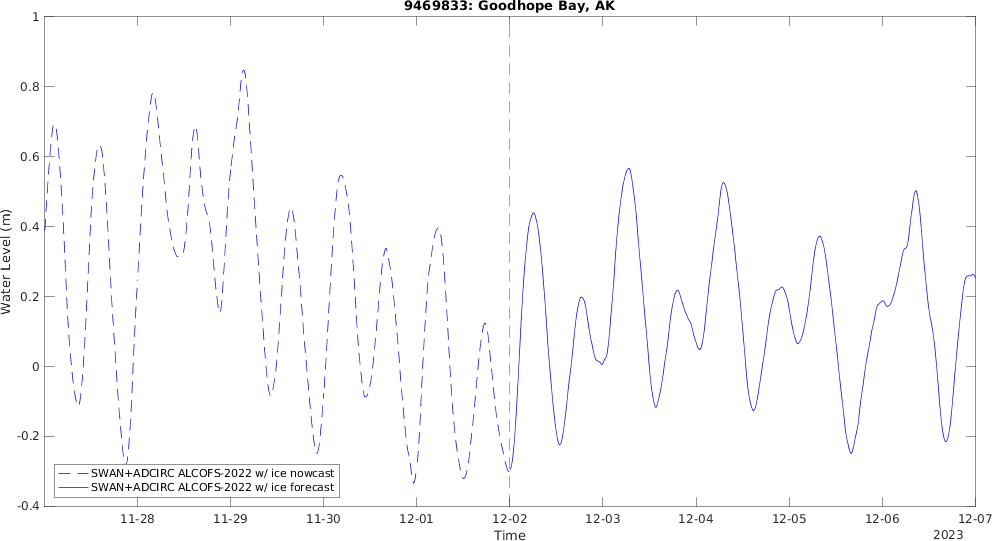 9469833: Goodhope Bay, AK
Water Level (m)
1
0.8
0.6
0.4
0.2
0
-0.2
-0.4
SWAN+ADCIRC ALCOFS-2022 w/ ice nowcast
SWAN+ADCIRC ALCOFS-2022 w/ ice forecast
11-28 11-29 11-30 12-01 12-02 12-03 12-04 12-05 12-06 12-07
Time
2023